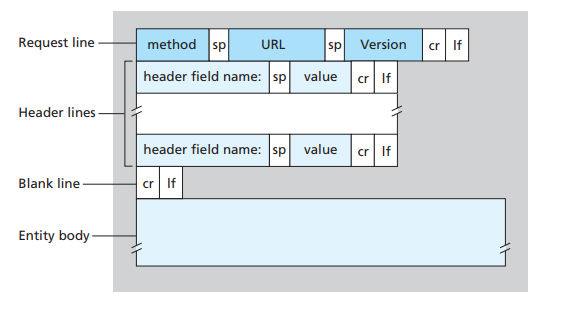 Request line method sp URL sp Version cr lf
header field name: sp value cr lf
Header lines
header field name: sp value cr lf
Blank line cr lf
Entity body